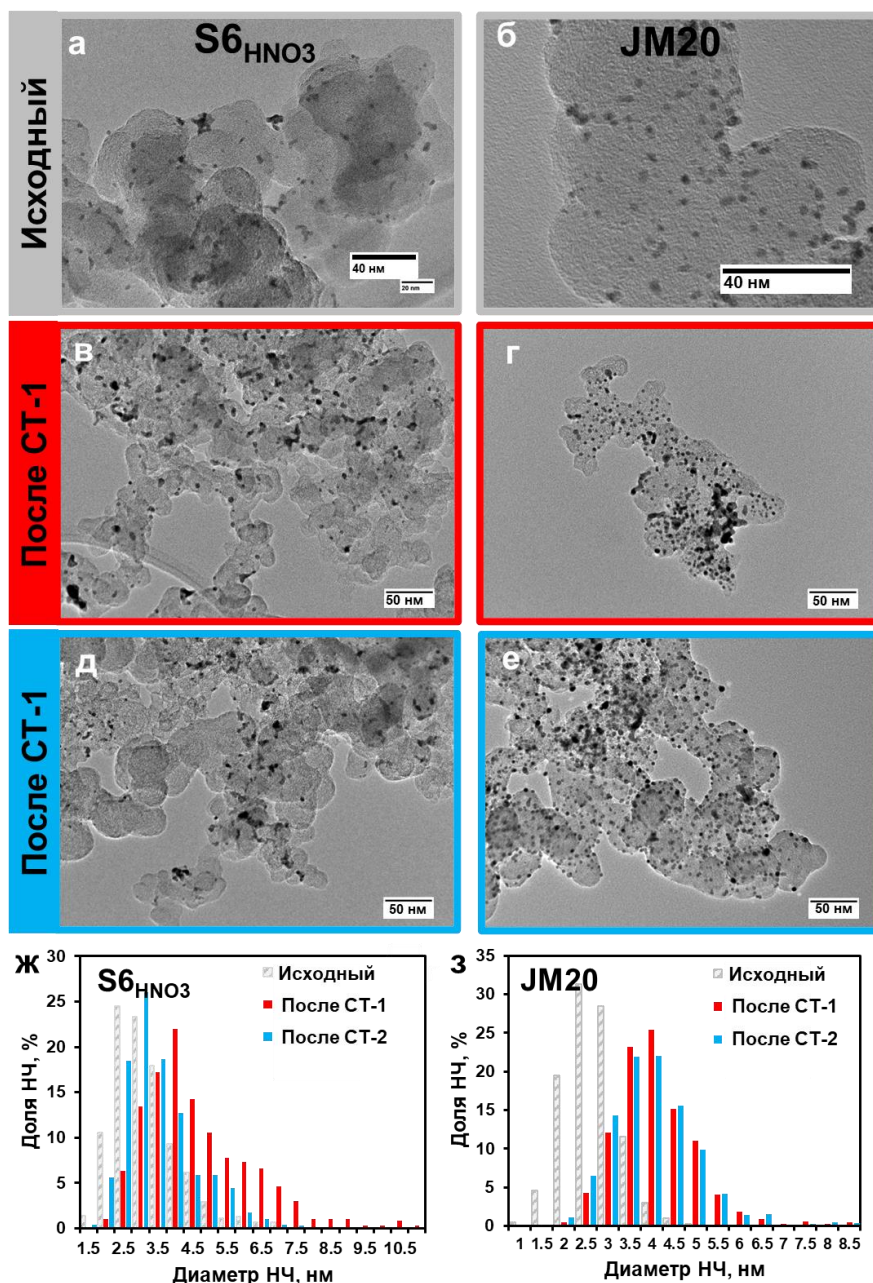 а
S6HNO3
б
JM20
Исходный
40 нм
20 nm
40 нм
После СТ-1
в
50 нм
г
50 нм
После СТ-1
д
50 нм
е
50 нм
ж
S6HNO3
Исходный
После СТ-1
После СТ-2
Доля НЧ, %
30
25
20
15
10
5
0
1.5 2.5 3.5 4.5 5.5 6.5 7.5 8.5 9.5 10.5
Диаметр НЧ, нм
з
JM20
Исходный
После СТ-1
После СТ-2
Доля НЧ, %
35
30
25
20
15
10
5
0
1 1.5 2 2.5 3 3.5 4 4.5 5 5.5 6 6.5 7 7.5 8 8.5
Диаметр НЧ, нм